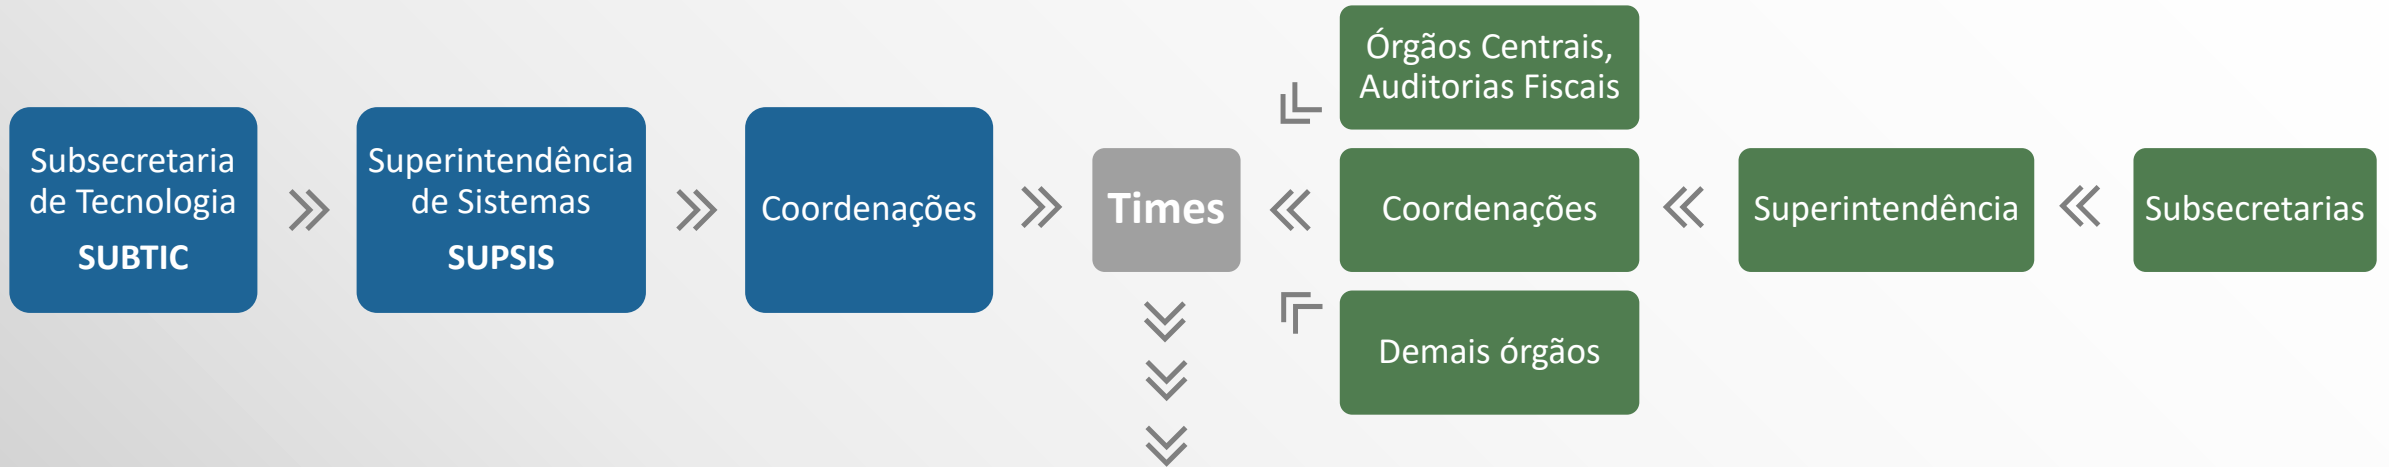 Subsecretaria
de Tecnologia
SUBTIC
Superintendência
de Sistemas
SUPSIS
Coordenações
Times
Órgãos Centrais,
Auditorias Fiscais
Coordenações
Demais órgãos
Superintendência
Subsecretarias